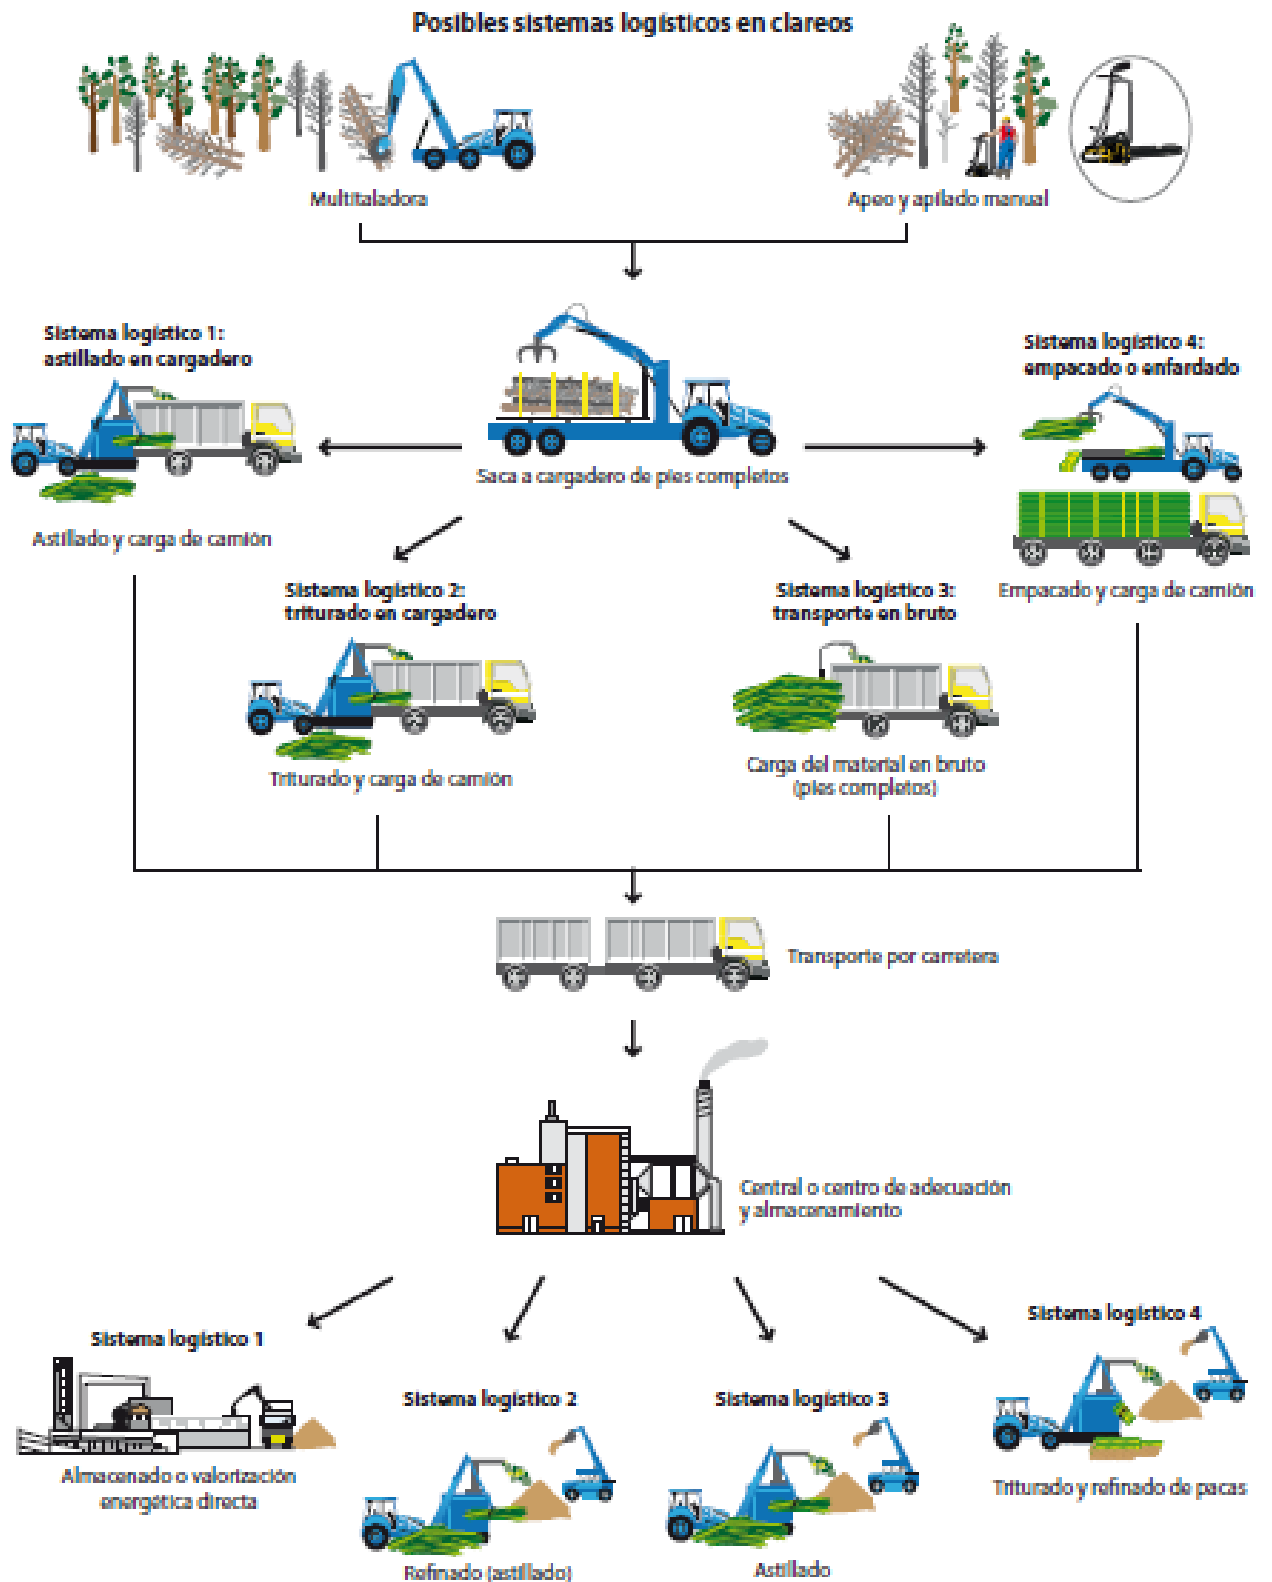 Posibles sistemas logísticos en clareos
Multitaladora
Apeo y apilado manual
Sistema logístico 1:
astillado en cargadero
Sistema logístico 4:
empacado o enfardado
Saca a cargadero de pies completos
Astillado y carga de camión
Empacado y carga de camión
Sistema logístico 2:
triturado en cargadero
Sistema logístico 3:
transporte en bruto
Triturado y carga de camión
Carga del material en bruto
(pies completos)
Transporte por carretera
Central o centro de adecuación
y almacenamiento
Sistema logístico 1
Almacenado o valorización
energética directa
Sistema logístico 2
Refinado (astillado)
Sistema logístico 3
Astillado
Sistema logístico 4
Triturado y refinado de pacas